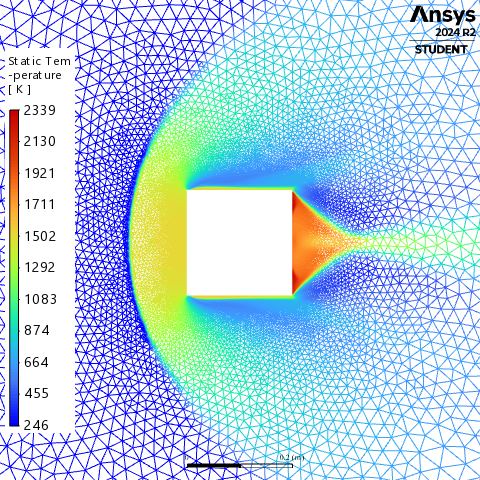 Ansys
2024 R2
STUDENT
Static Tem
-perature
[ K ]
2339
2130
1921
1711
1502
1292
1083
874
664
455
246
0.2 (m)